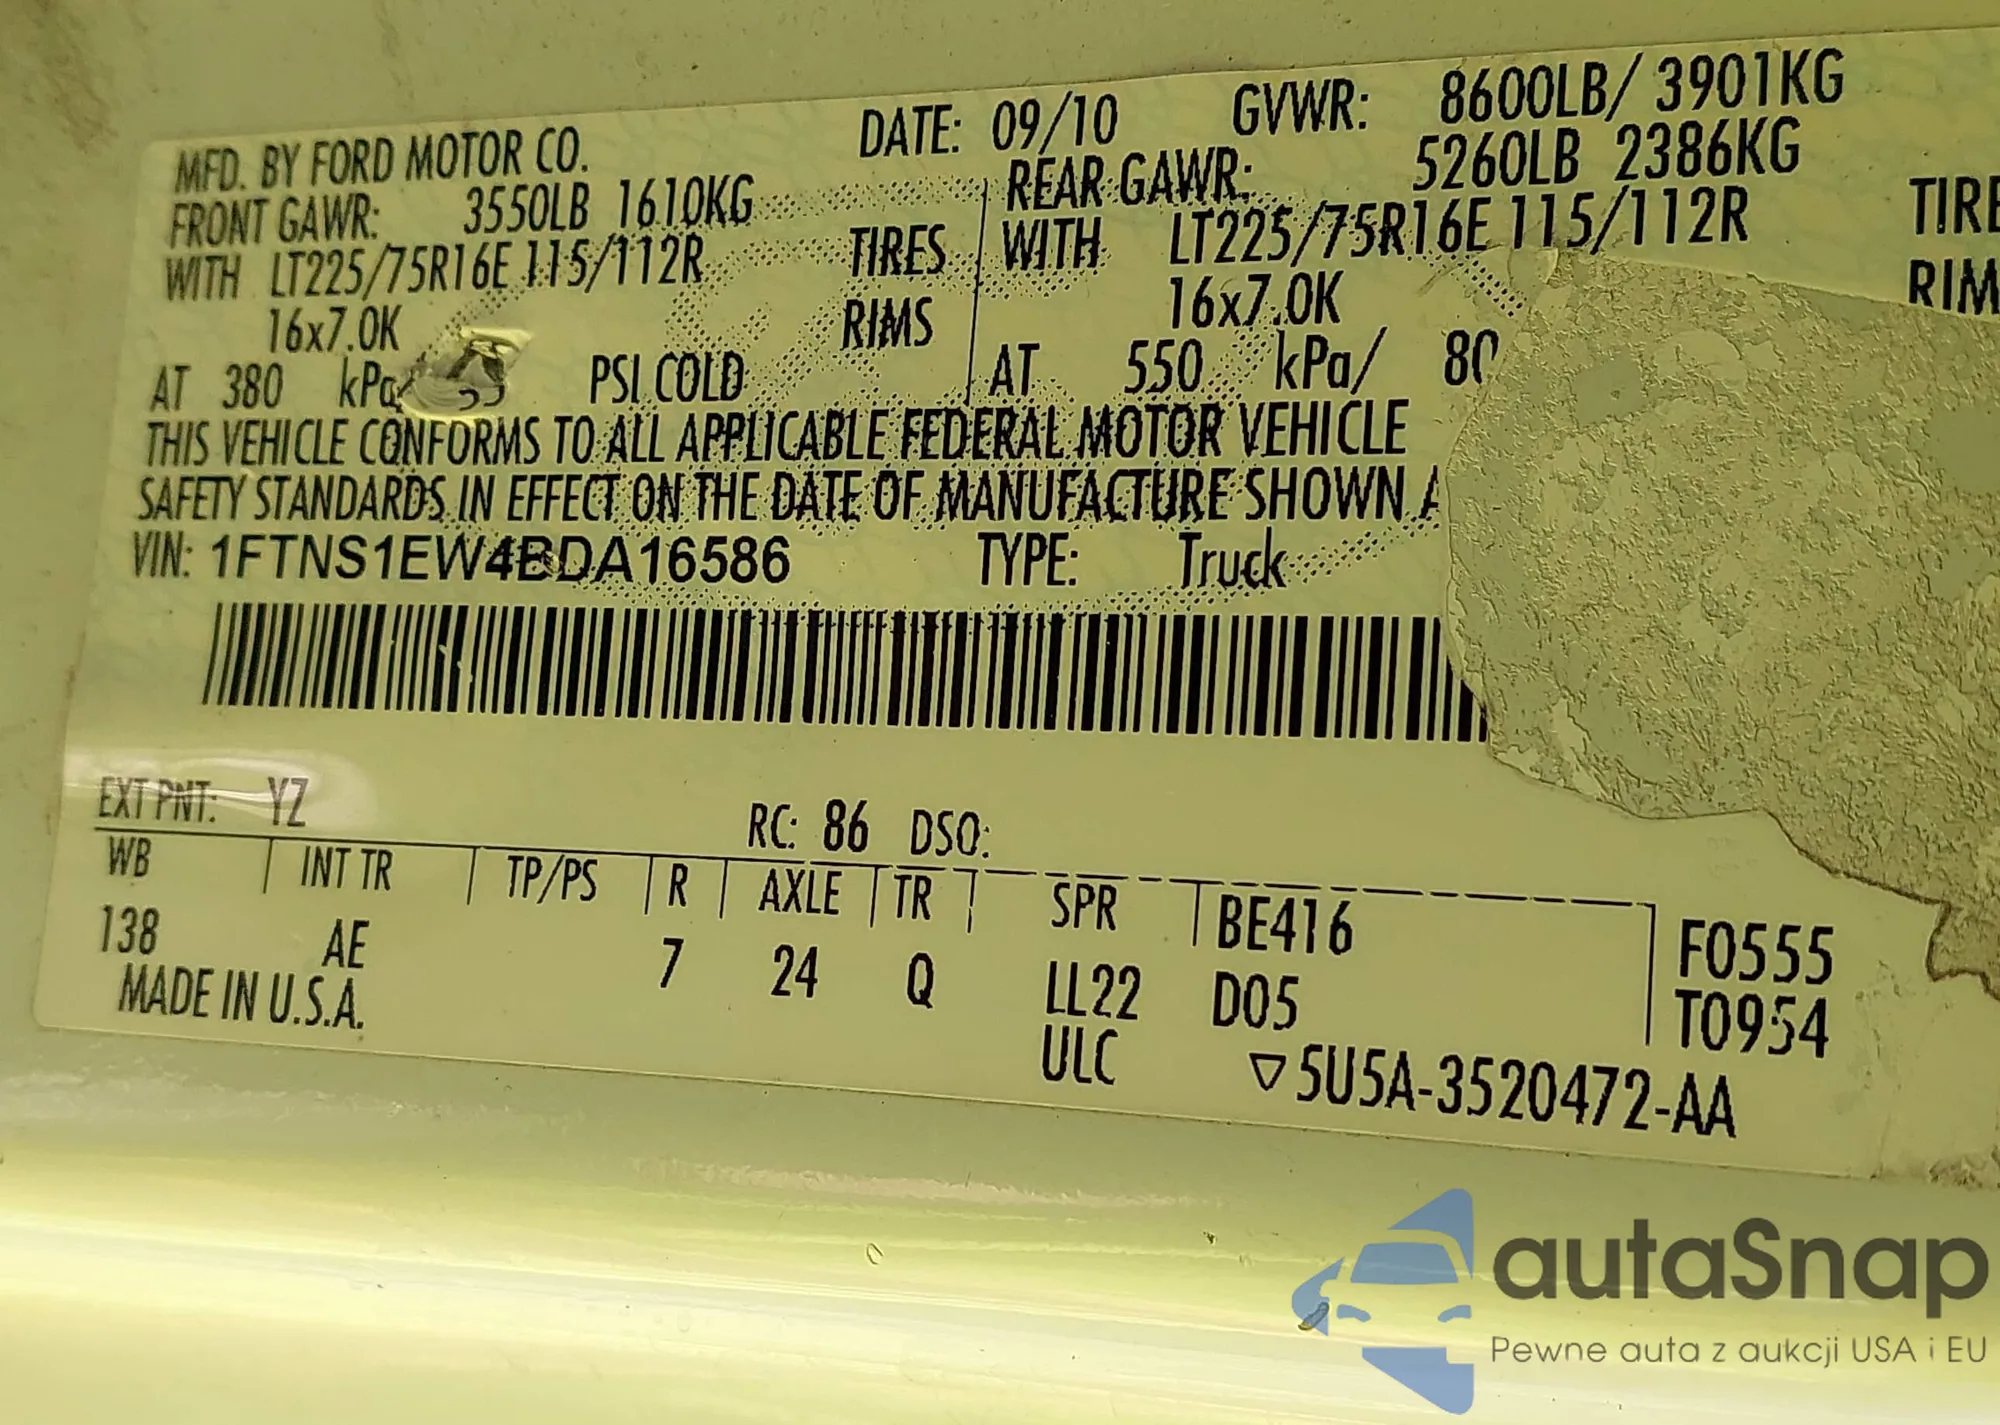 MFD. BY FORD MOTOR CO. DATE: 09/10 GVWR: 8600LB/ 3901KG
FRONT GAWR: 3550LB 1610KG REAR GAWR: 5260LB 2386KG
WITH LT225/75R16E 115/112R TIRES WITH LT225/75R16E 115/112R TIRE
16x7.0K RIMS 16x7.0K RIM
AT 380 kPa/ PSI COLD AT 550 kPa/ 80
THIS VEHICLE CONFORMS TO ALL APPLICABLE FEDERAL MOTOR VEHICLE
SAFETY STANDARDS IN EFFECT ON THE DATE OF MANUFACTURE SHOWN A
VIN: 1FTNS1EW4BDA16586 TYPE: Truck
EXT PNT: YZ RC: 86 DSO:
WB INT TR TP/PS R AXLE TR SPR BE416 F0555
138 AE 7 24 Q LL22 D05 T0954
MADE IN U.S.A. ULC ▽5U5A-3520472-AA
autaSnap
Pewne auta z aukcji USA i EU